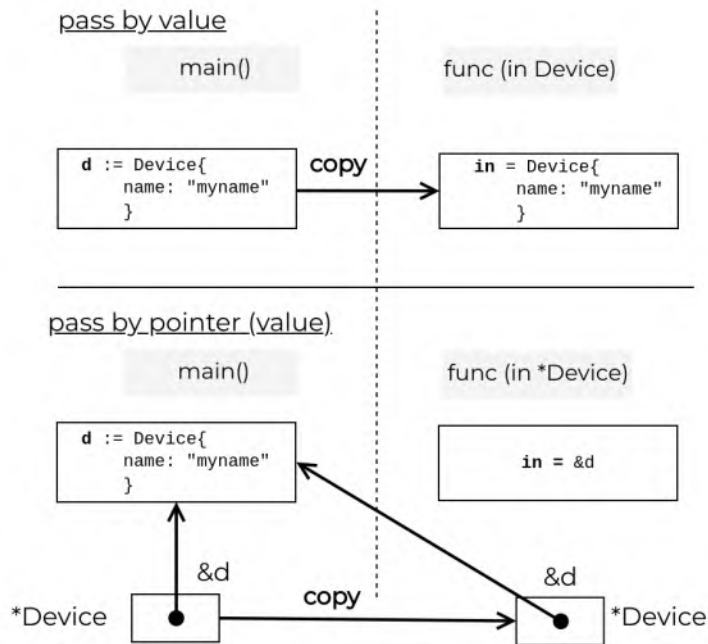 pass by value
main()
func (in Device)
d := Device{
name: "myname"
}
copy
in = Device{
name: "myname"
}
pass by pointer (value)
main()
func (in *Device)
d := Device{
name: "myname"
}
in = &d
&d
&d
*Device
copy
*Device